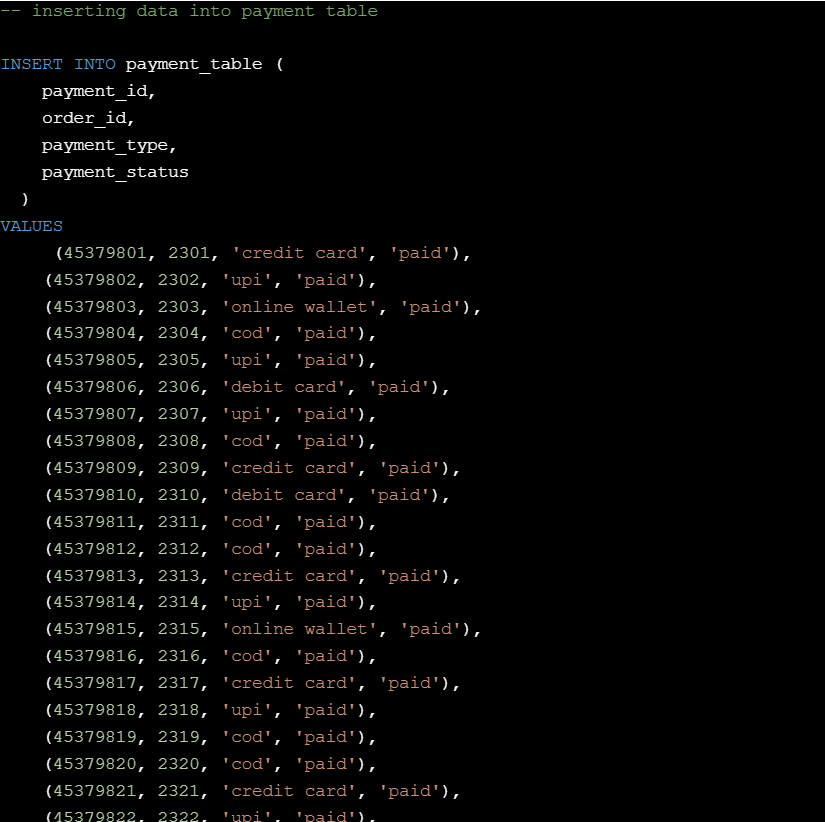 -- inserting data into payment table
INSERT INTO payment_table (
payment_id,
order_id,
payment_type,
payment_status
)
VALUES
(45379801, 2301, 'credit card', 'paid'),
(45379802, 2302, 'upi', 'paid'),
(45379803, 2303, 'online wallet', 'paid'),
(45379804, 2304, 'cod', 'paid'),
(45379805, 2305, 'upi', 'paid'),
(45379806, 2306, 'debit card', 'paid'),
(45379807, 2307, 'upi', 'paid'),
(45379808, 2308, 'cod', 'paid'),
(45379809, 2309, 'credit card', 'paid'),
(45379810, 2310, 'debit card', 'paid'),
(45379811, 2311, 'cod', 'paid'),
(45379812, 2312, 'cod', 'paid'),
(45379813, 2313, 'credit card', 'paid'),
(45379814, 2314, 'upi', 'paid'),
(45379815, 2315, 'online wallet', 'paid'),
(45379816, 2316, 'cod', 'paid'),
(45379817, 2317, 'credit card', 'paid'),
(45379818, 2318, 'upi', 'paid'),
(45379819, 2319, 'cod', 'paid'),
(45379820, 2320, 'cod', 'paid'),
(45379821, 2321, 'credit card', 'paid'),
(45379822, 2322, 'upi', 'paid'),